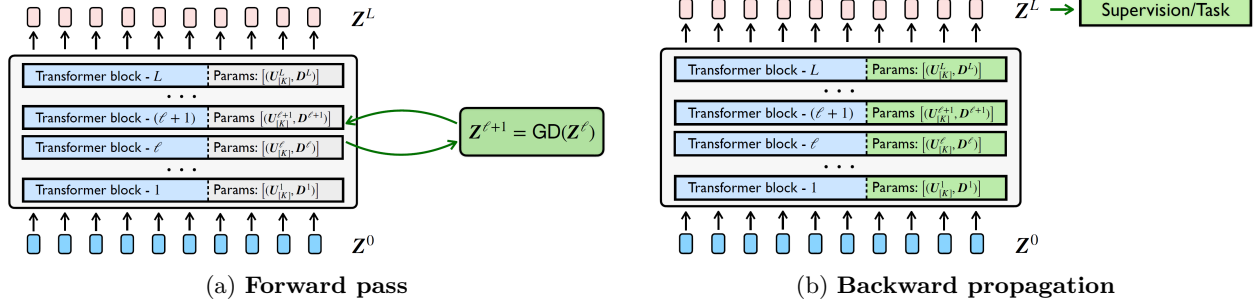 Z^L
Transformer block - L Params: [(U^L_[K], D^L)]
...
Transformer block - (ℓ + 1) Params: [(U^{ℓ+1}_[K], D^{ℓ+1})]
Transformer block - ℓ Params: [(U^ℓ_[K], D^ℓ)]
...
Transformer block - 1 Params: [(U^1_[K], D^1)]
Z^{ℓ+1} = GD(Z^ℓ)
Z^0
(a) Forward pass
Z^L
Supervision/Task
Transformer block - L Params: [(U^L_[K], D^L)]
...
Transformer block - (ℓ + 1) Params: [(U^{ℓ+1}_[K], D^{ℓ+1})]
Transformer block - ℓ Params: [(U^ℓ_[K], D^ℓ)]
...
Transformer block - 1 Params: [(U^1_[K], D^1)]
Z^0
(b) Backward propagation